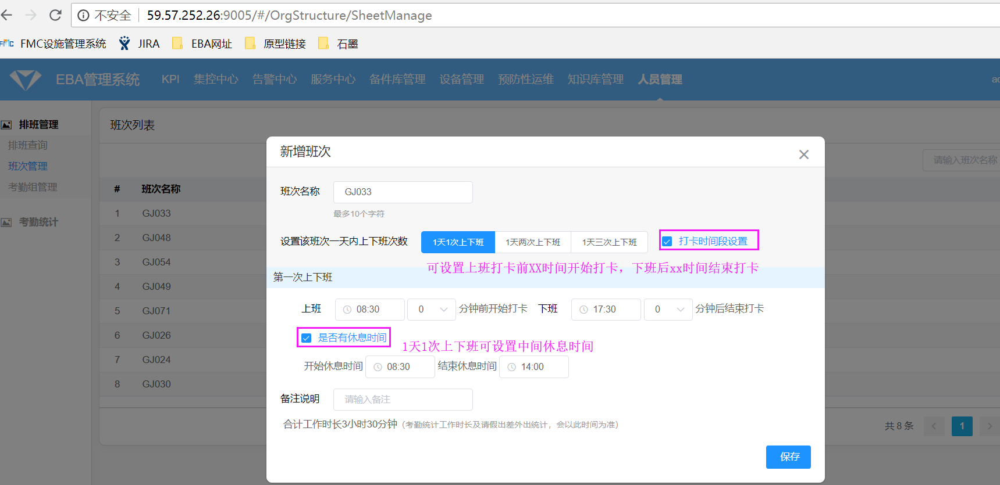 不安全 59.57.252.26:9005/#/OrgStructure/SheetManage
FMC FMC设施管理系统 JIRA EBA网址 原型链接 石墨
EBA管理系统 KPI 集控中心 告警中心 服务中心 备件库管理 设备管理 预防性运维 知识库管理 人员管理
排班管理
排班查询
班次管理
考勤组管理
考勤统计
班次列表
请输入班次名称
# 班次名称
1 GJ033
2 GJ048
3 GJ054
4 GJ049
5 GJ071
6 GJ026
7 GJ024
8 GJ030
共 8 条 1
新增班次
班次名称 GJ033
最多10个字符
设置该班次一天内上下班次数 1天1次上下班 1天两次上下班 1天三次上下班 打卡时间段设置
可设置上班打卡前XX时间开始打卡，下班后xx时间结束打卡
第一次上下班
上班 08:30 0 分钟前开始打卡 下班 17:30 0 分钟后结束打卡
是否有休息时间
1天1次上下班可设置中间休息时间
开始休息时间 08:30 结束休息时间 14:00
备注说明 请输入备注
合计工作时长3小时30分钟（考勤统计工作时长及请假出差外出统计，会以此时间为准）
保存